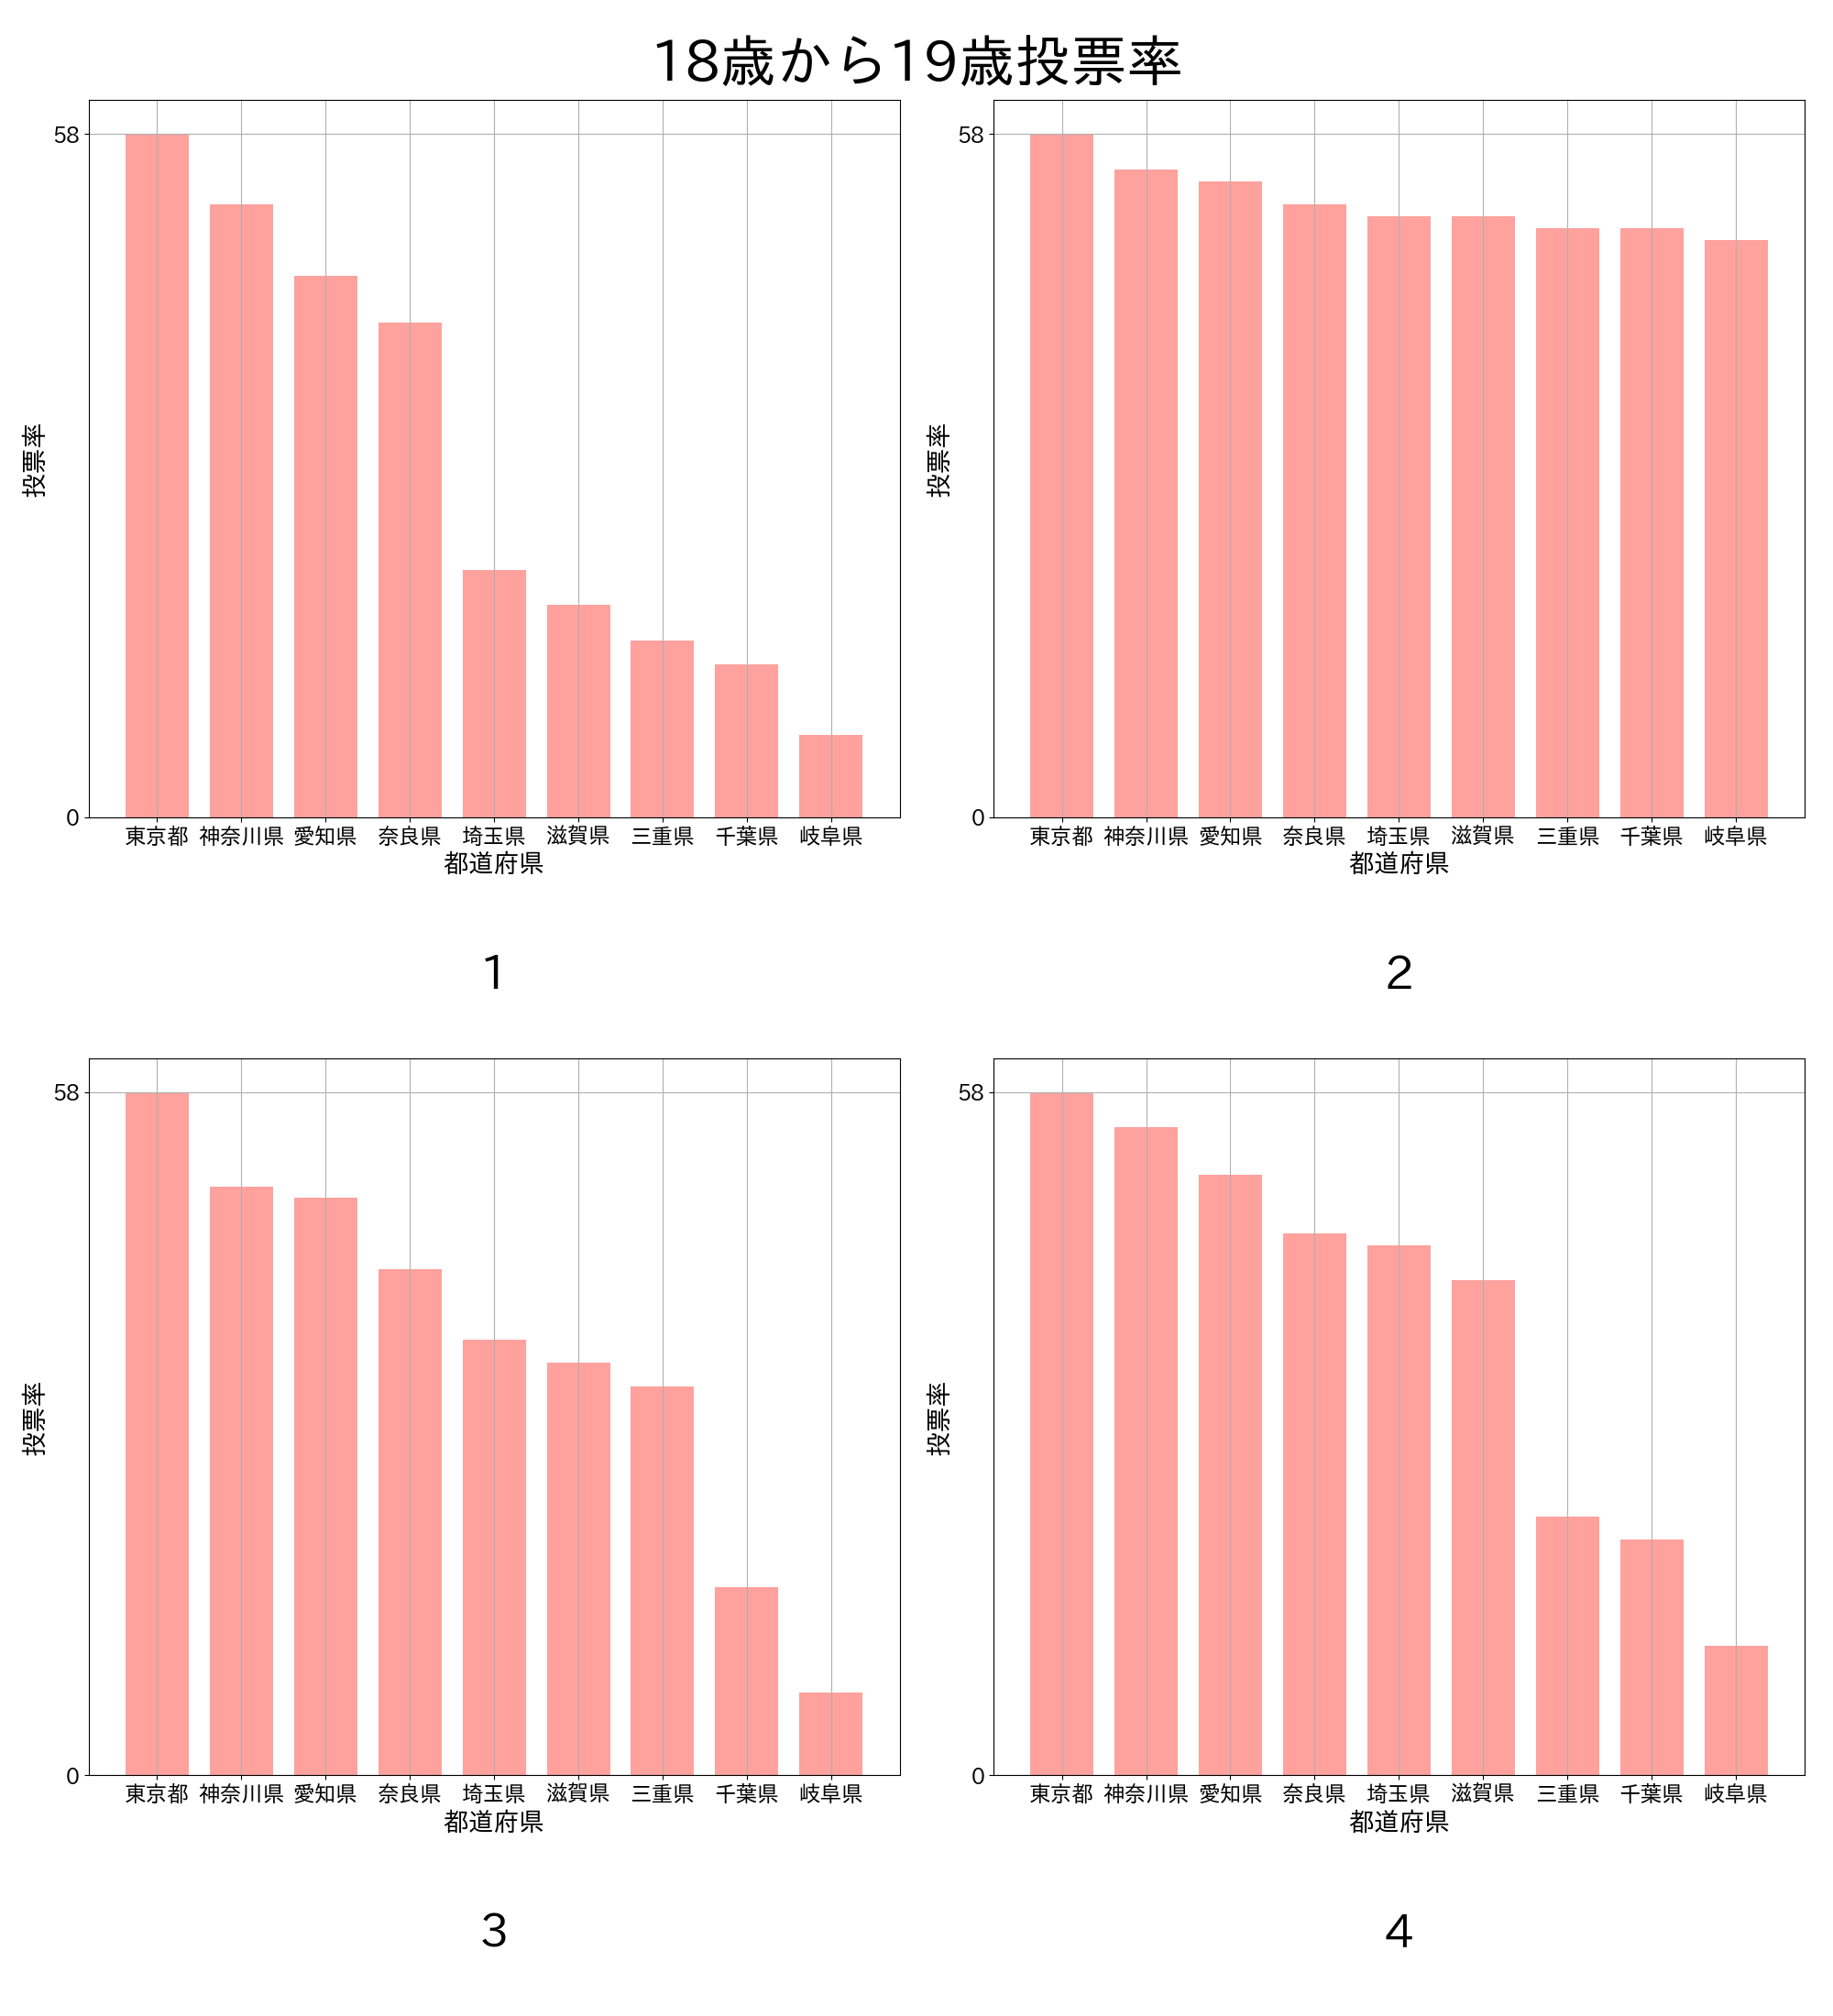 18歳から19歳投票率
58
0
投票率
東京都 神奈川県 愛知県 奈良県 埼玉県 滋賀県 三重県 千葉県 岐阜県
都道府県
1
58
0
投票率
東京都 神奈川県 愛知県 奈良県 埼玉県 滋賀県 三重県 千葉県 岐阜県
都道府県
2
58
0
投票率
東京都 神奈川県 愛知県 奈良県 埼玉県 滋賀県 三重県 千葉県 岐阜県
都道府県
3
58
0
投票率
東京都 神奈川県 愛知県 奈良県 埼玉県 滋賀県 三重県 千葉県 岐阜県
都道府県
4